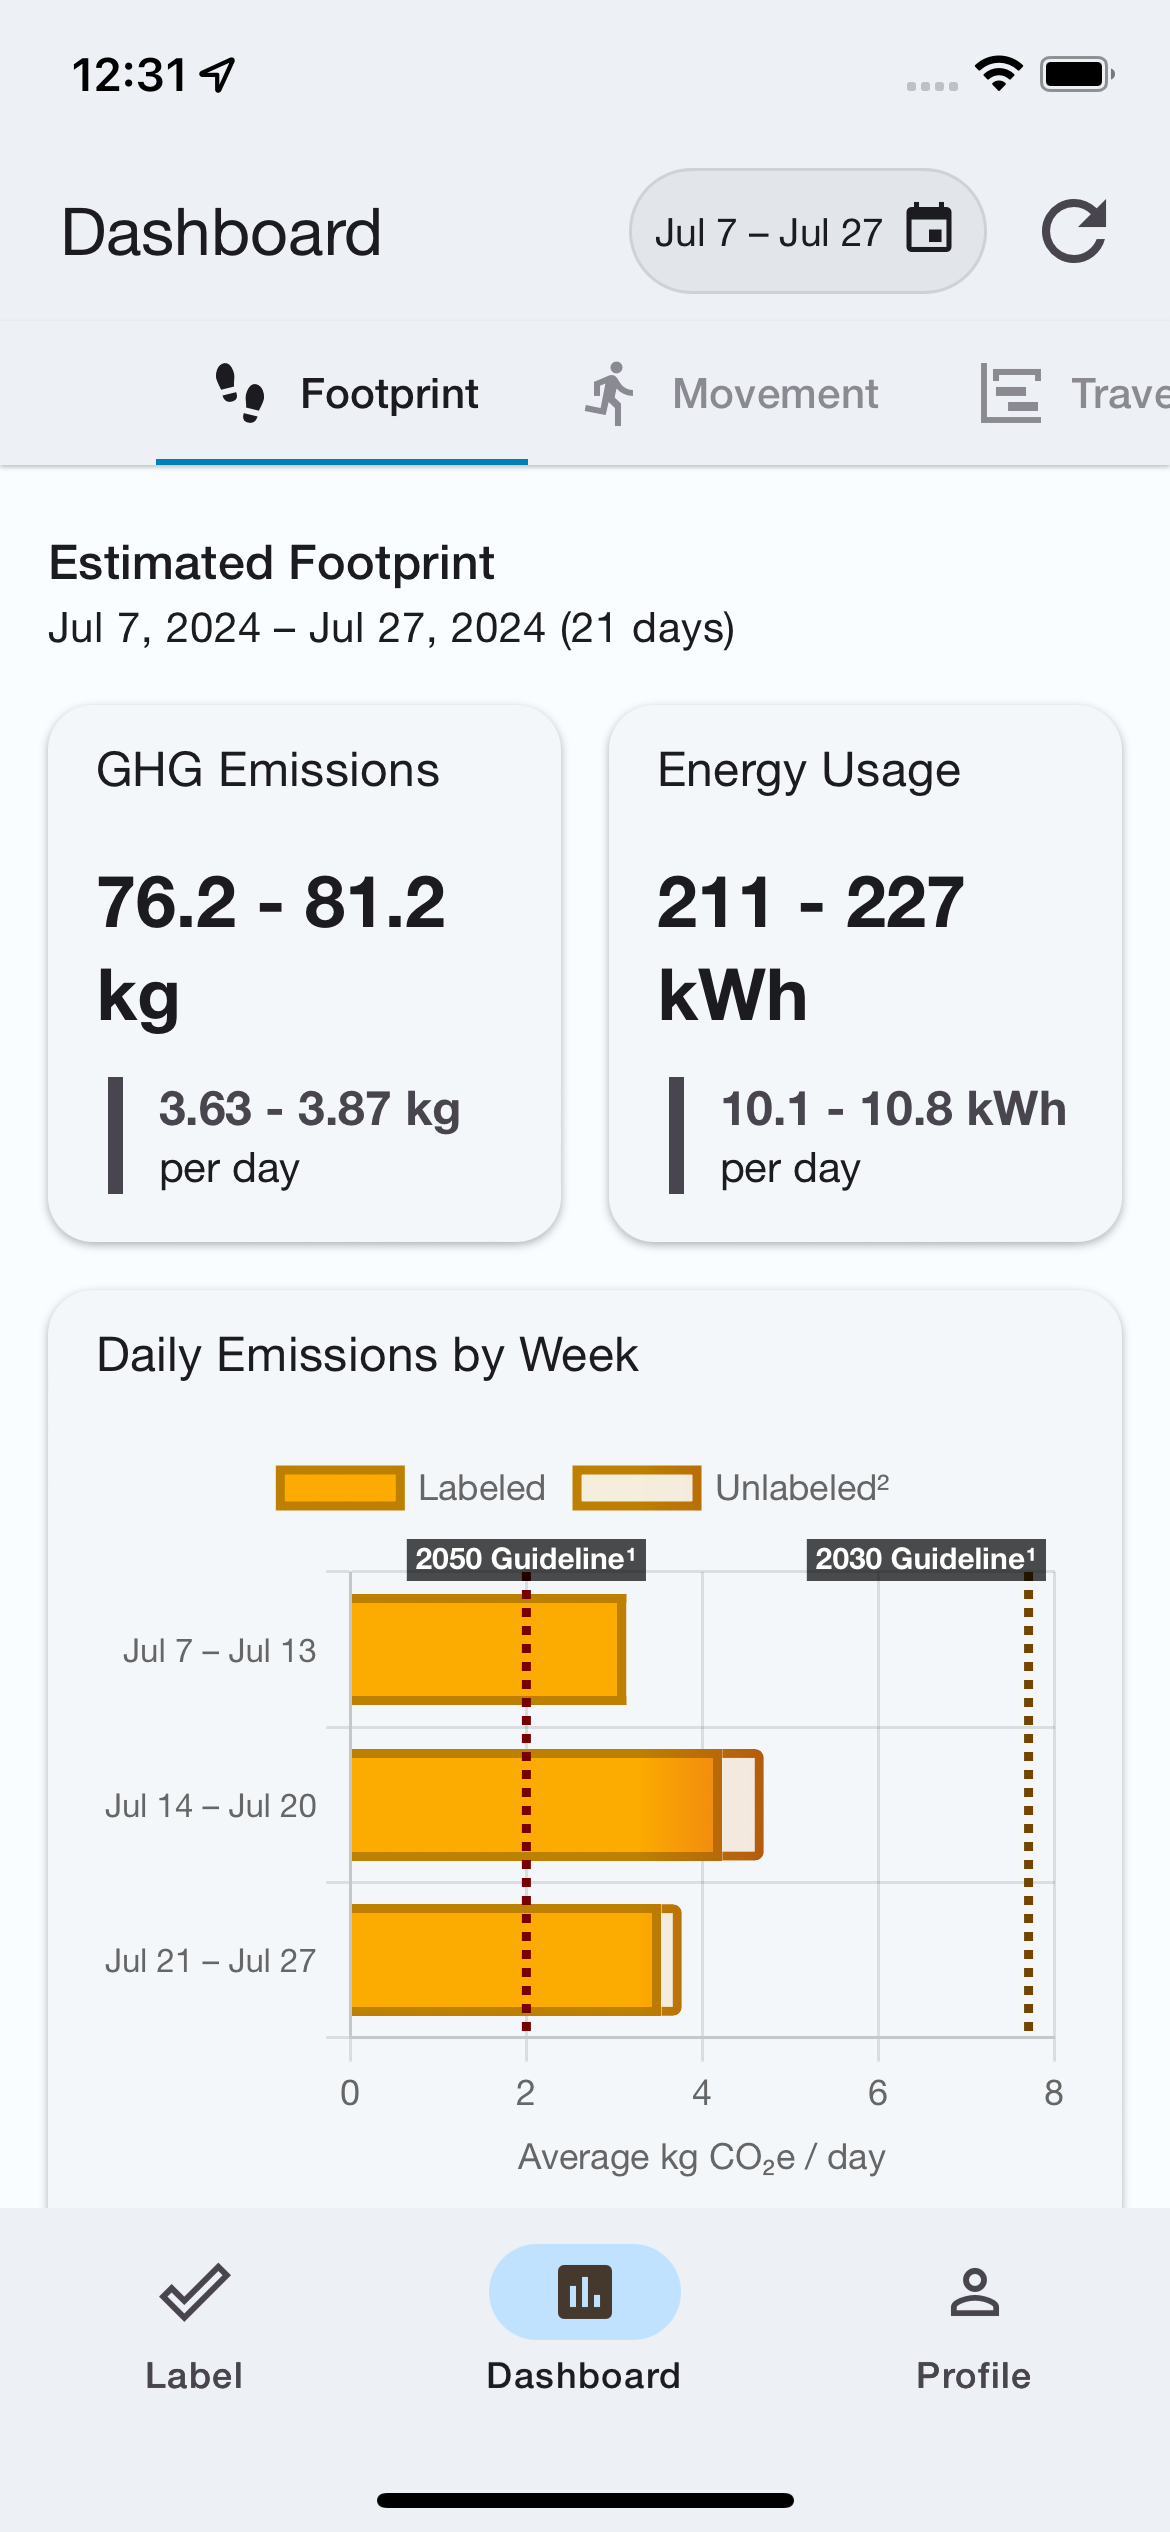 12:31
Dashboard
Jul 7 – Jul 27
Footprint
Movement
Trave
Estimated Footprint
Jul 7, 2024 – Jul 27, 2024 (21 days)
GHG Emissions
76.2 - 81.2
kg
3.63 - 3.87 kg
per day
Energy Usage
211 - 227
kWh
10.1 - 10.8 kWh
per day
Daily Emissions by Week
Labeled
Unlabeled²
2050 Guideline¹
2030 Guideline¹
Jul 7 – Jul 13
Jul 14 – Jul 20
Jul 21 – Jul 27
0 2 4 6 8
Average kg CO₂e / day
Label
Dashboard
Profile